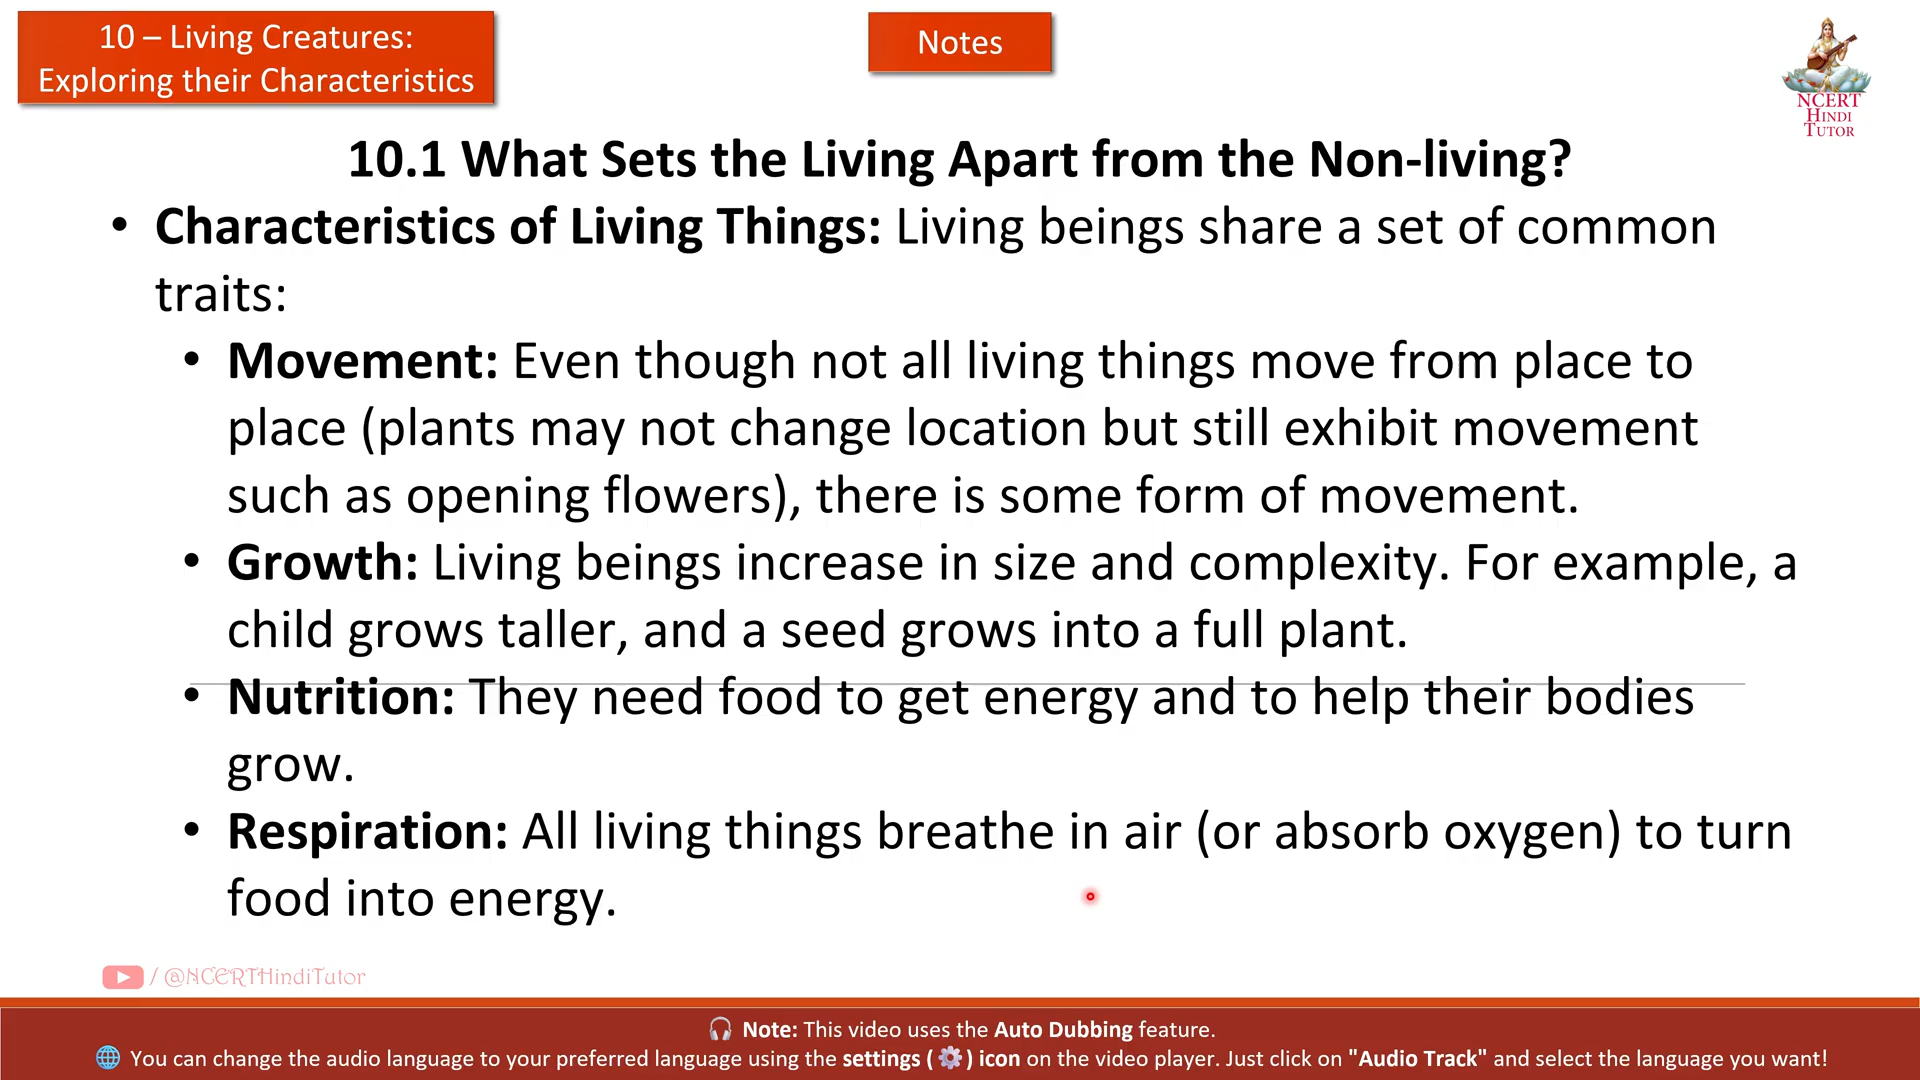 10 – Living Creatures:
Exploring their Characteristics
Notes
NCERT
HINDI
TUTOR
10.1 What Sets the Living Apart from the Non-living?
• Characteristics of Living Things: Living beings share a set of common
traits:
• Movement: Even though not all living things move from place to
place (plants may not change location but still exhibit movement
such as opening flowers), there is some form of movement.
• Growth: Living beings increase in size and complexity. For example, a
child grows taller, and a seed grows into a full plant.
• Nutrition: They need food to get energy and to help their bodies
grow.
• Respiration: All living things breathe in air (or absorb oxygen) to turn
food into energy.
/ @NCERTHindiTutor
🎧 Note: This video uses the Auto Dubbing feature.
🌐 You can change the audio language to your preferred language using the settings ( ⚙️ ) icon on the video player. Just click on "Audio Track" and select the language you want!